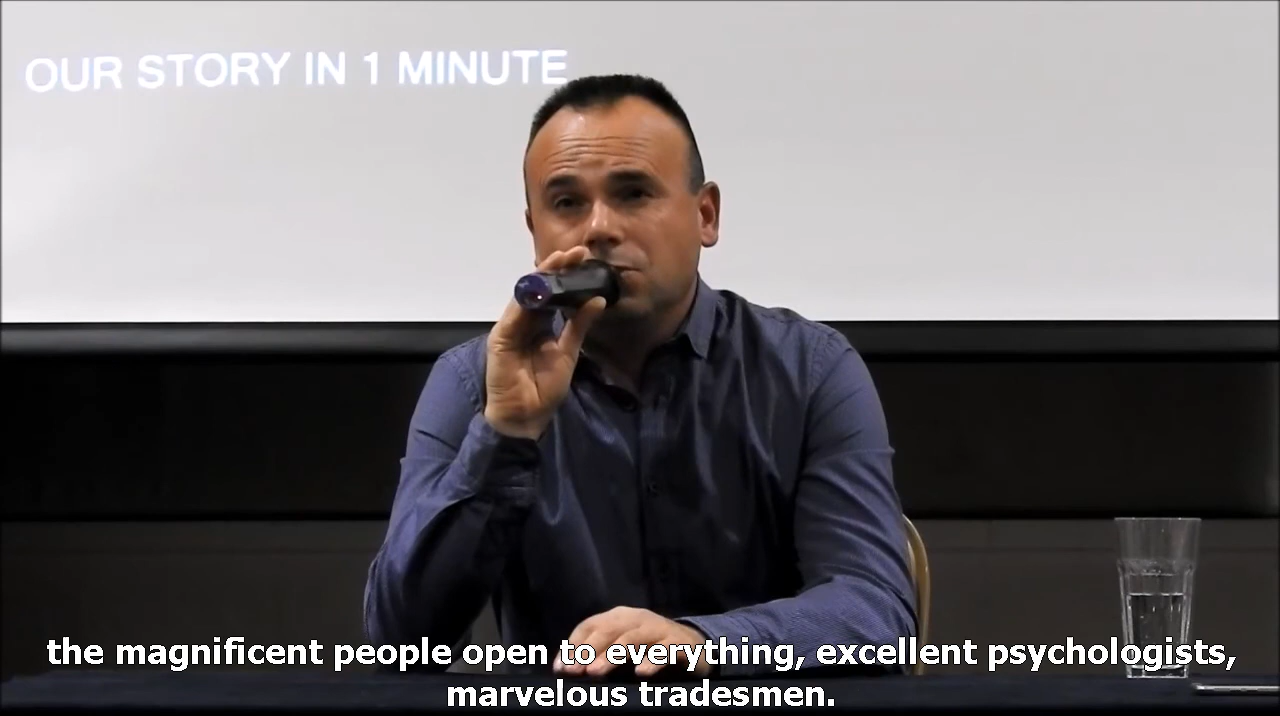 OUR STORY IN 1 MINUTE
the magnificent people open to everything, excellent psychologists,
marvelous tradesmen.